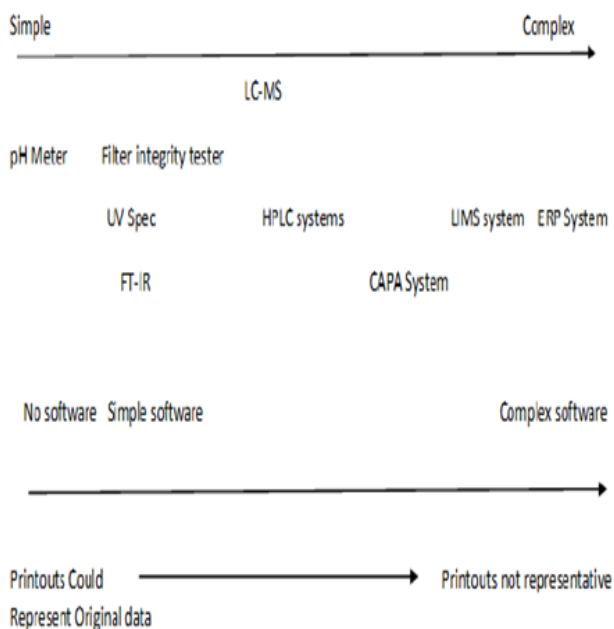 Simple Complex
LC-MS
pH Meter Filter integrity tester
UV Spec HPLC systems LIMS system ERP System
FT-IR CAPA System
No software Simple software Complex software
Printouts Could Printouts not representative
Represent Original data